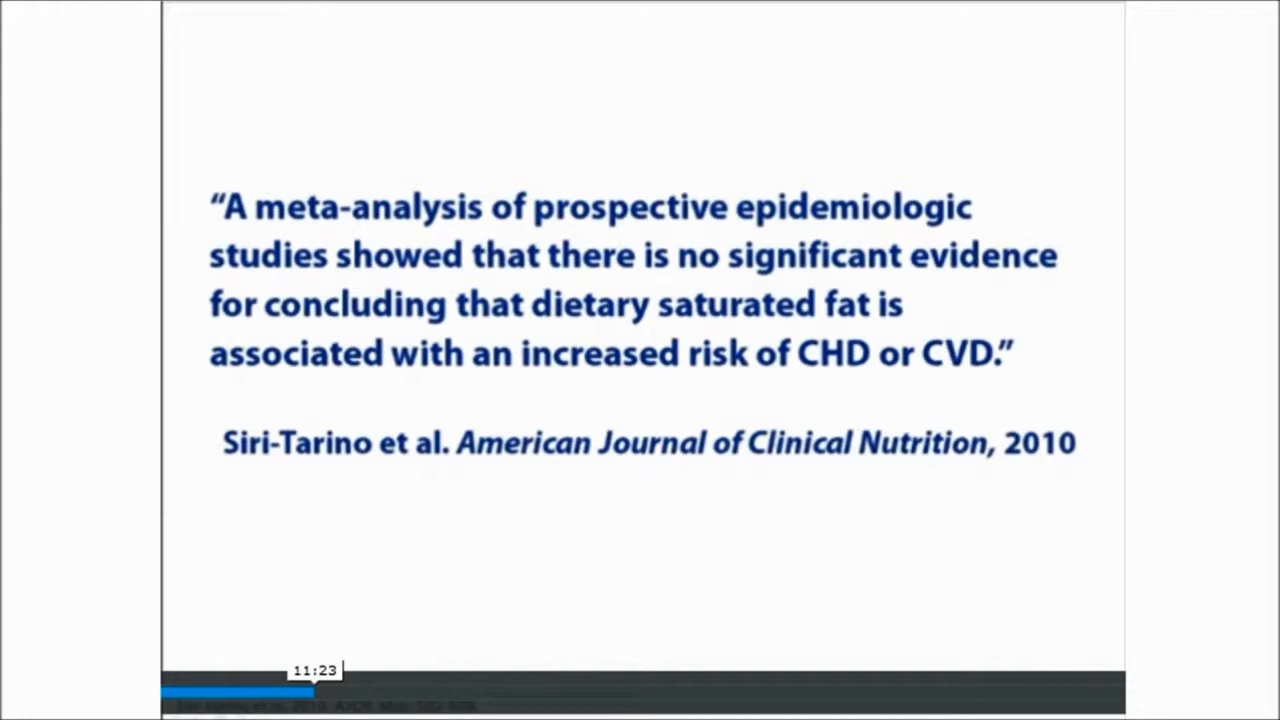 “A meta-analysis of prospective epidemiologic
studies showed that there is no significant evidence
for concluding that dietary saturated fat is
associated with an increased risk of CHD or CVD.”
Siri-Tarino et al. American Journal of Clinical Nutrition, 2010
11:23